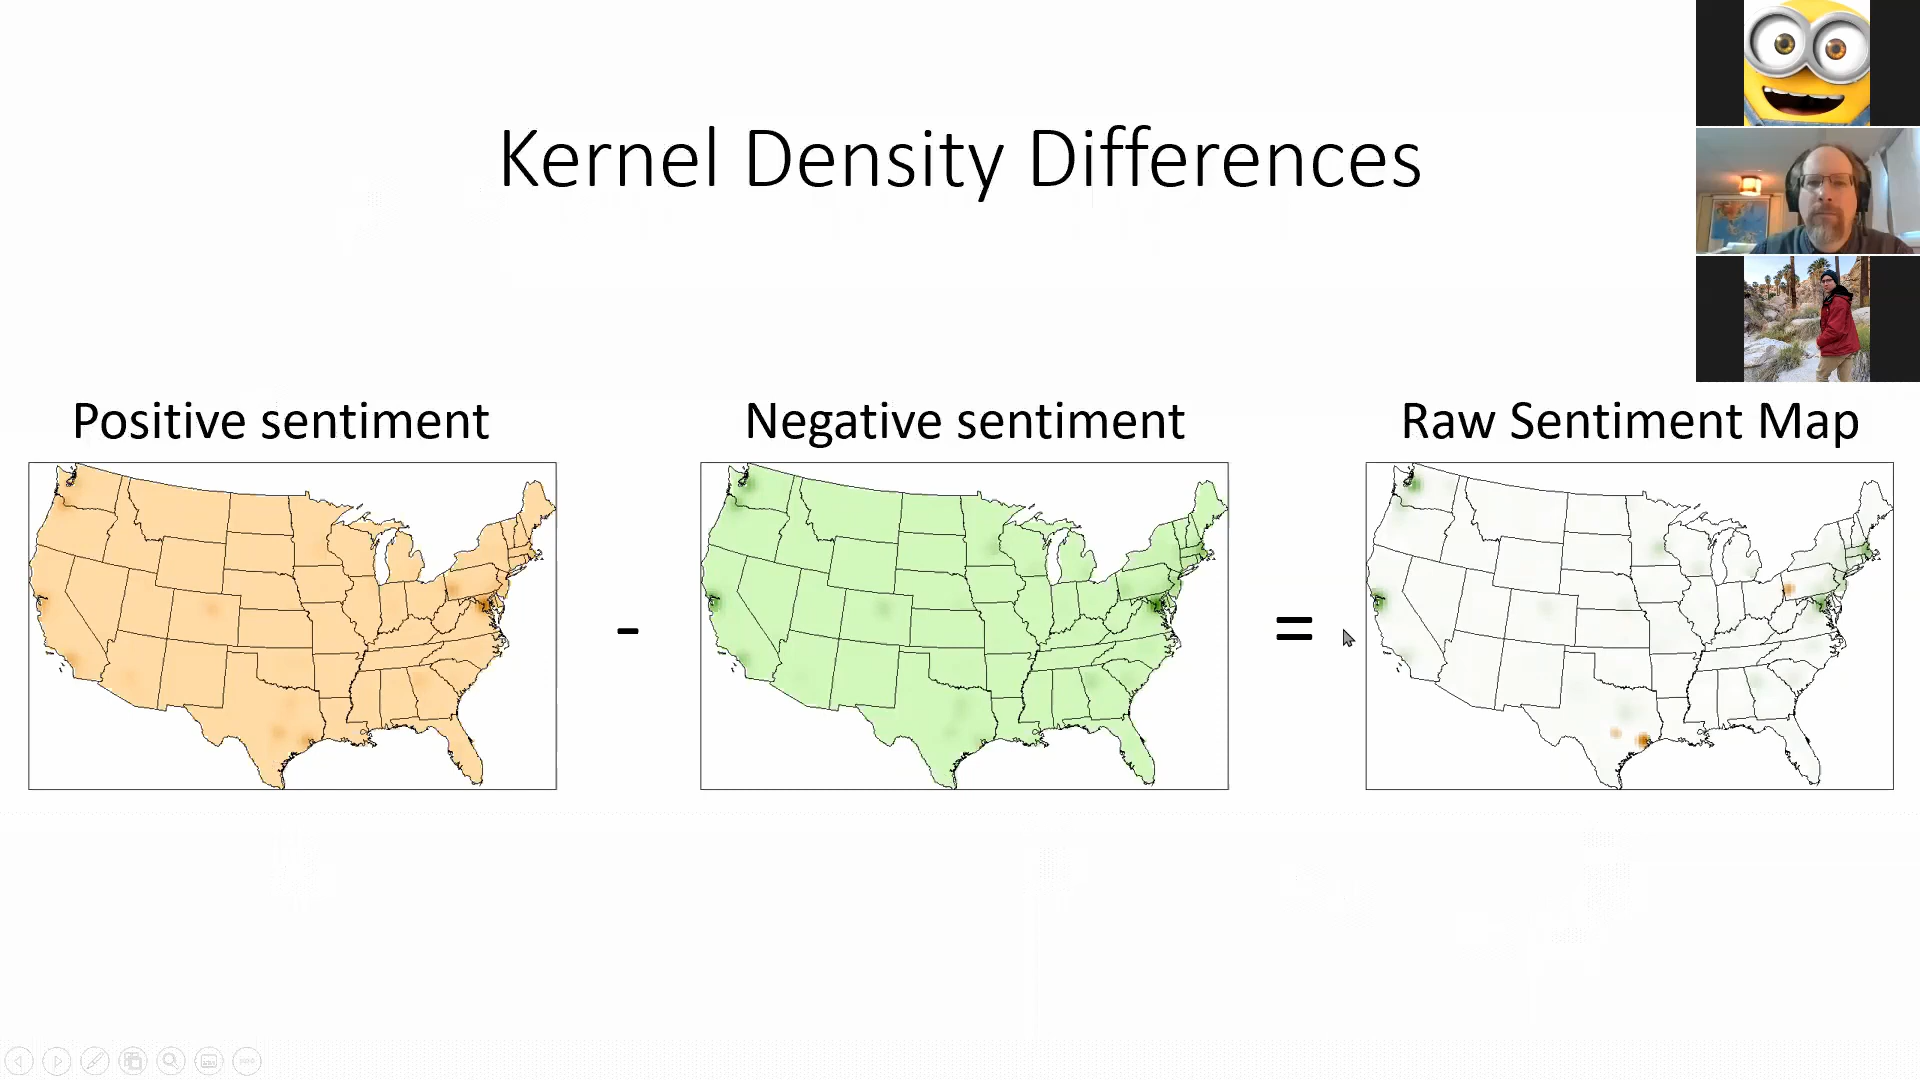 Kernel Density Differences
Positive sentiment
Negative sentiment
Raw Sentiment Map
-
=